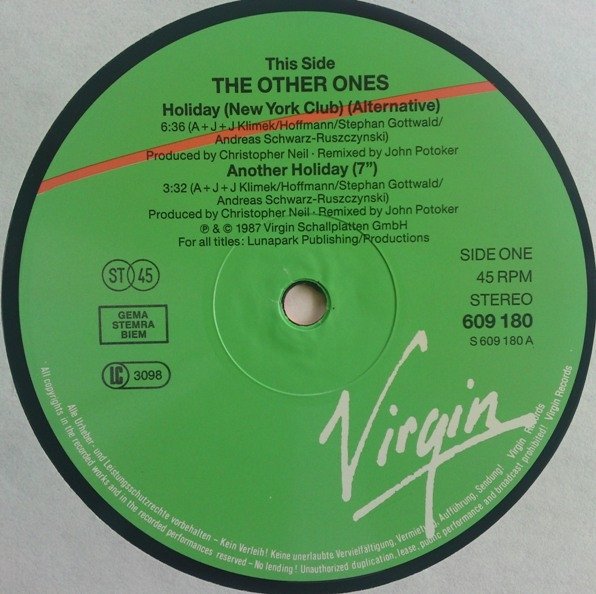 This Side
THE OTHER ONES
Holiday (New York Club) (Alternative)
6:36 (A + J + J Klimek/Hoffmann/Stephan Gottwald/
Andreas Schwarz-Ruszczynski)
Produced by Christopher Neil · Remixed by John Potoker
Another Holiday (7”)
3:32 (A + J + J Klimek/Hoffmann/Stephan Gottwald/
Andreas Schwarz-Ruszczynski)
Produced by Christopher Neil · Remixed by John Potoker
℗ & © 1987 Virgin Schallplatten GmbH
For all titles: Lunapark Publishing/Productions
SIDE ONE
45 RPM
STEREO
609 180
S 609 180 A
ST 45
GEMA
STEMRA
BIEM
LC 3098
Virgin
Alle Urheber- und Leistungsschutzrechte vorbehalten – Kein Verleih! Keine unerlaubte Vervielfältigung, Vermietung, Aufführung, Sendung! Virgin Records
All copyrights in the recorded works and in the recorded performances reserved – No lending! Unauthorized duplication, lease, public performance and broadcast prohibited! Virgin Records